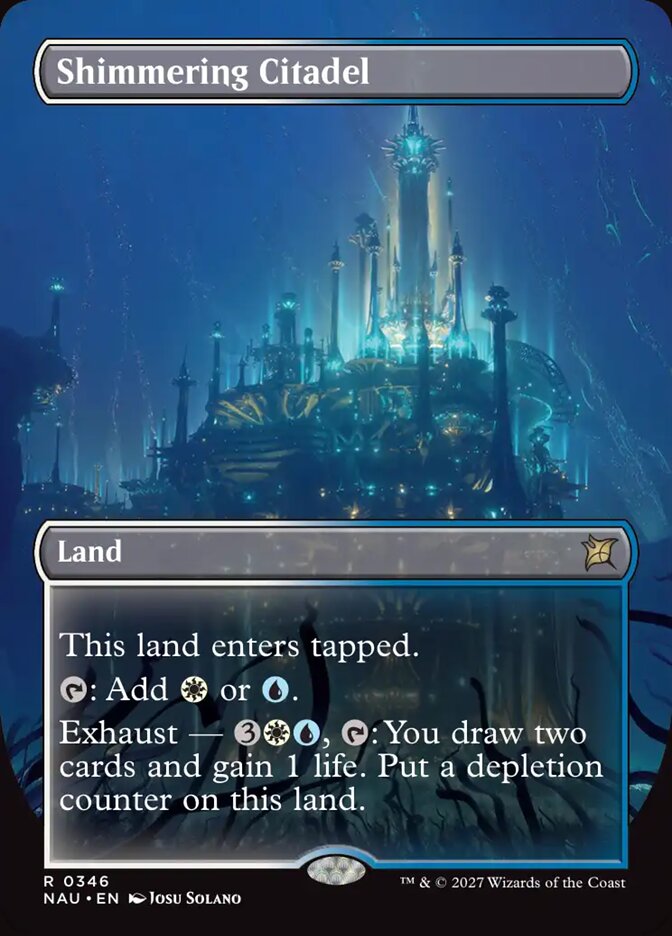 Shimmering Citadel
Land
This land enters tapped.
: Add or .
Exhaust — 3, : You draw two
cards and gain 1 life. Put a depletion
counter on this land.
R 0346
NAU • EN Josu Solano
™ & © 2027 Wizards of the Coast